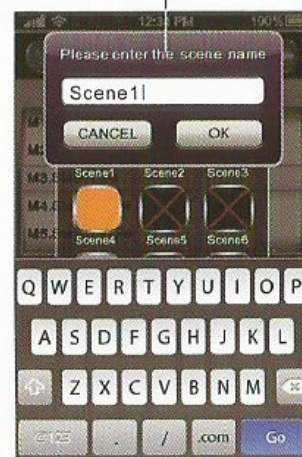 12:34 PM 100%
Please enter the scene name
Scene1
CANCEL OK
Scene1 Scene2 Scene3
Scene4 Scene5 Scene6
Q W E R T Y U I O P
A S D F G H J K L
Z X C V B N M
@123 . / .com Go